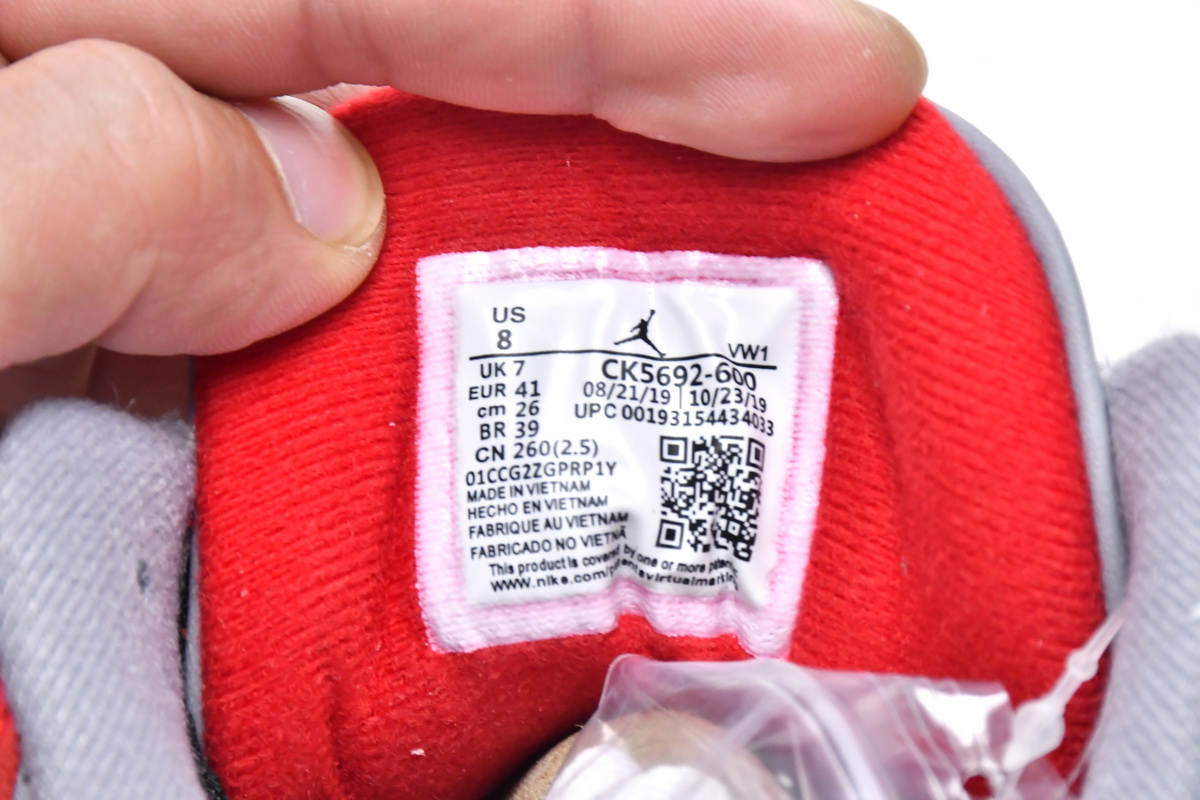 US
8
VW1
UK 7
CK5692-600
EUR 41
08/21/19 | 10/23/19
cm 26
UPC 00193154434033
BR 39
CN 260(2.5)
01CCG2ZGPRP1Y
MADE IN VIETNAM
HECHO EN VIETNAM
FABRIQUE AU VIETNAM
FABRICADO NO VIETNÃ
This product is by one or more
www.nike.com/